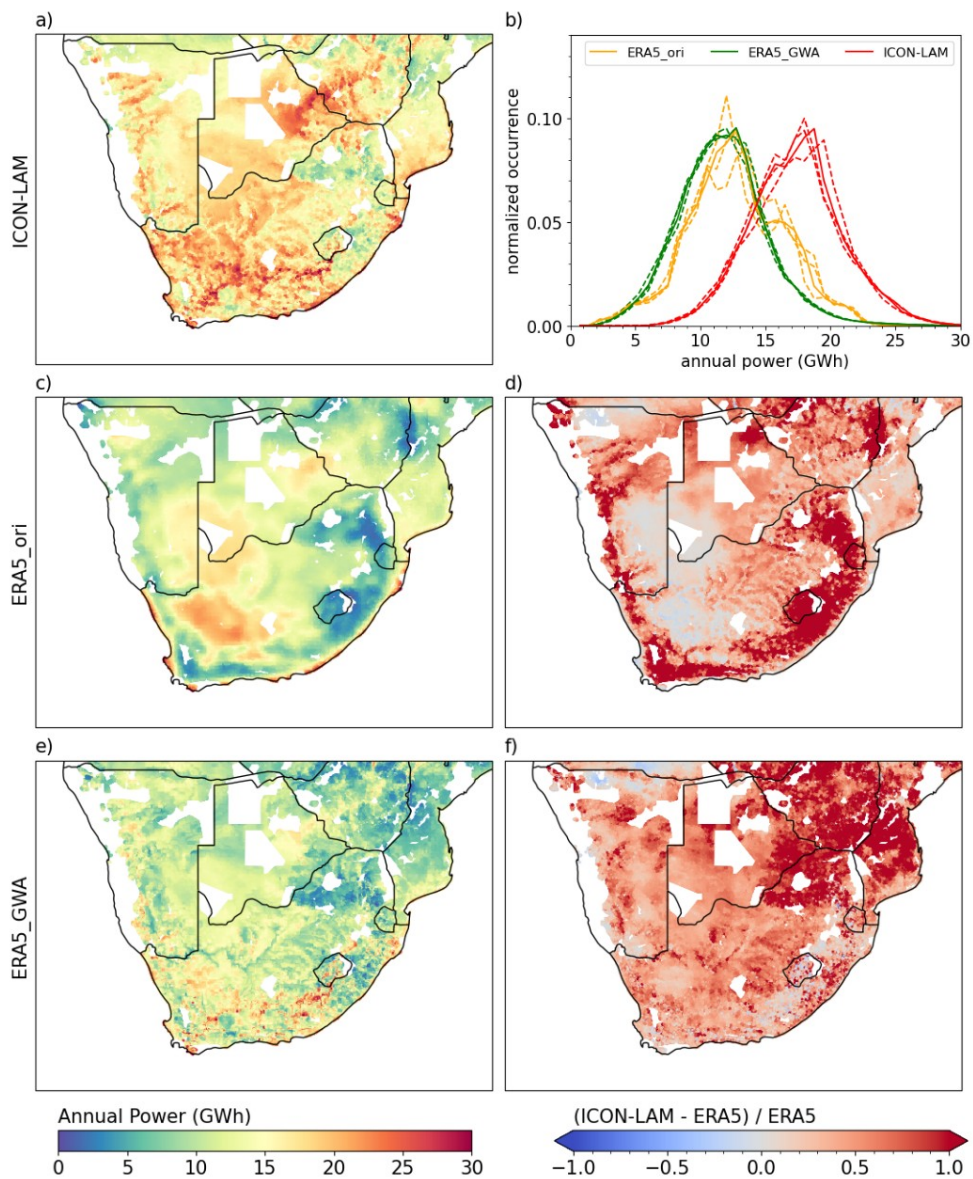 a)
ICON-LAM
b)
ERA5_ori ERA5_GWA ICON-LAM
normalized occurrence
0.10
0.05
0.00
0 5 10 15 20 25 30
annual power (GWh)
c)
ERA5_ori
d)
e)
ERA5_GWA
f)
Annual Power (GWh)
0 5 10 15 20 25 30
(ICON-LAM - ERA5) / ERA5
−1.0 −0.5 0.0 0.5 1.0